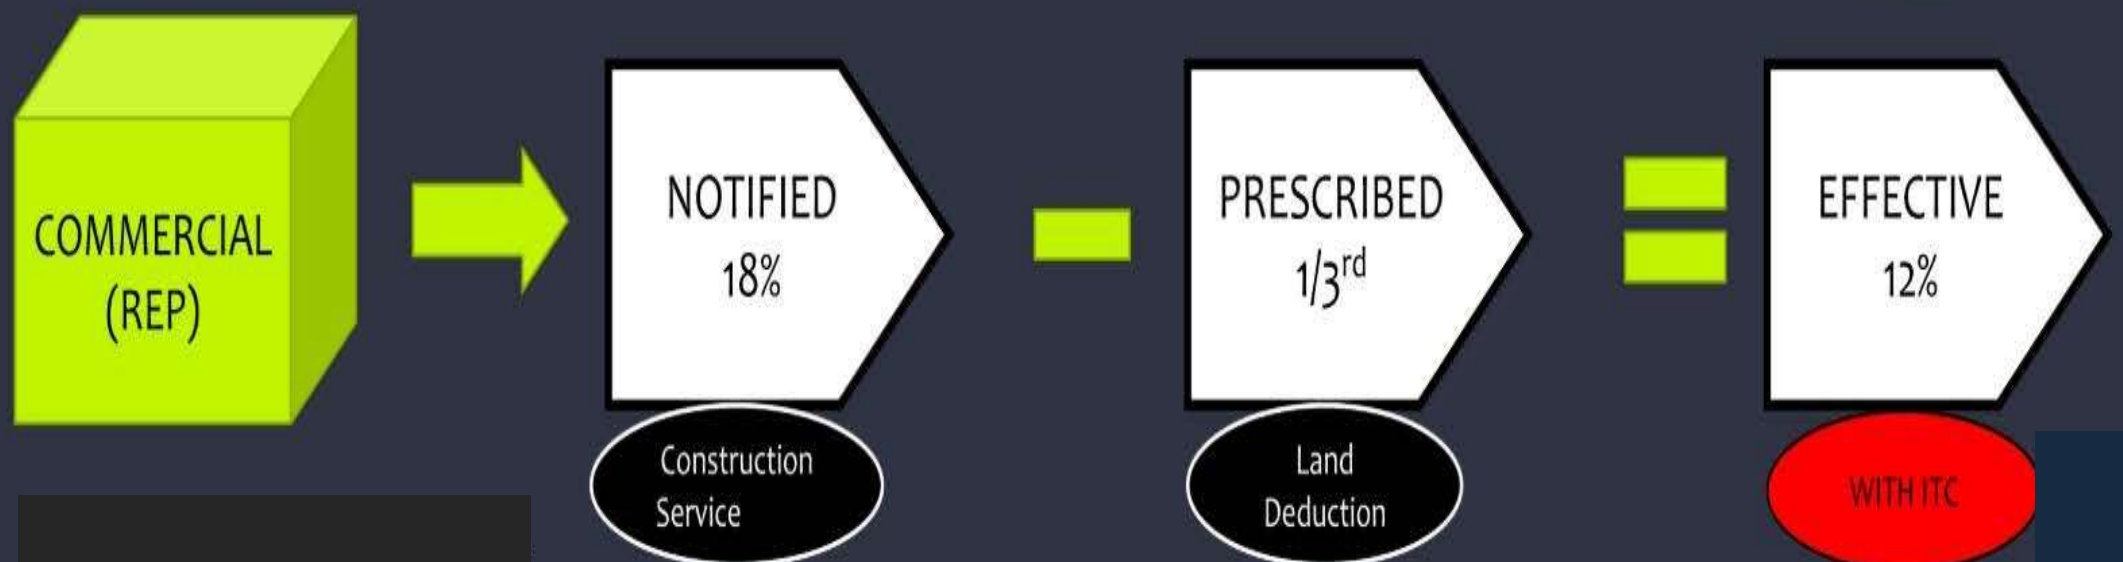 COMMERCIAL
(REP)
NOTIFIED
18%
Construction
Service
PRESCRIBED
1/3rd
Land
Deduction
EFFECTIVE
12%
WITH ITC